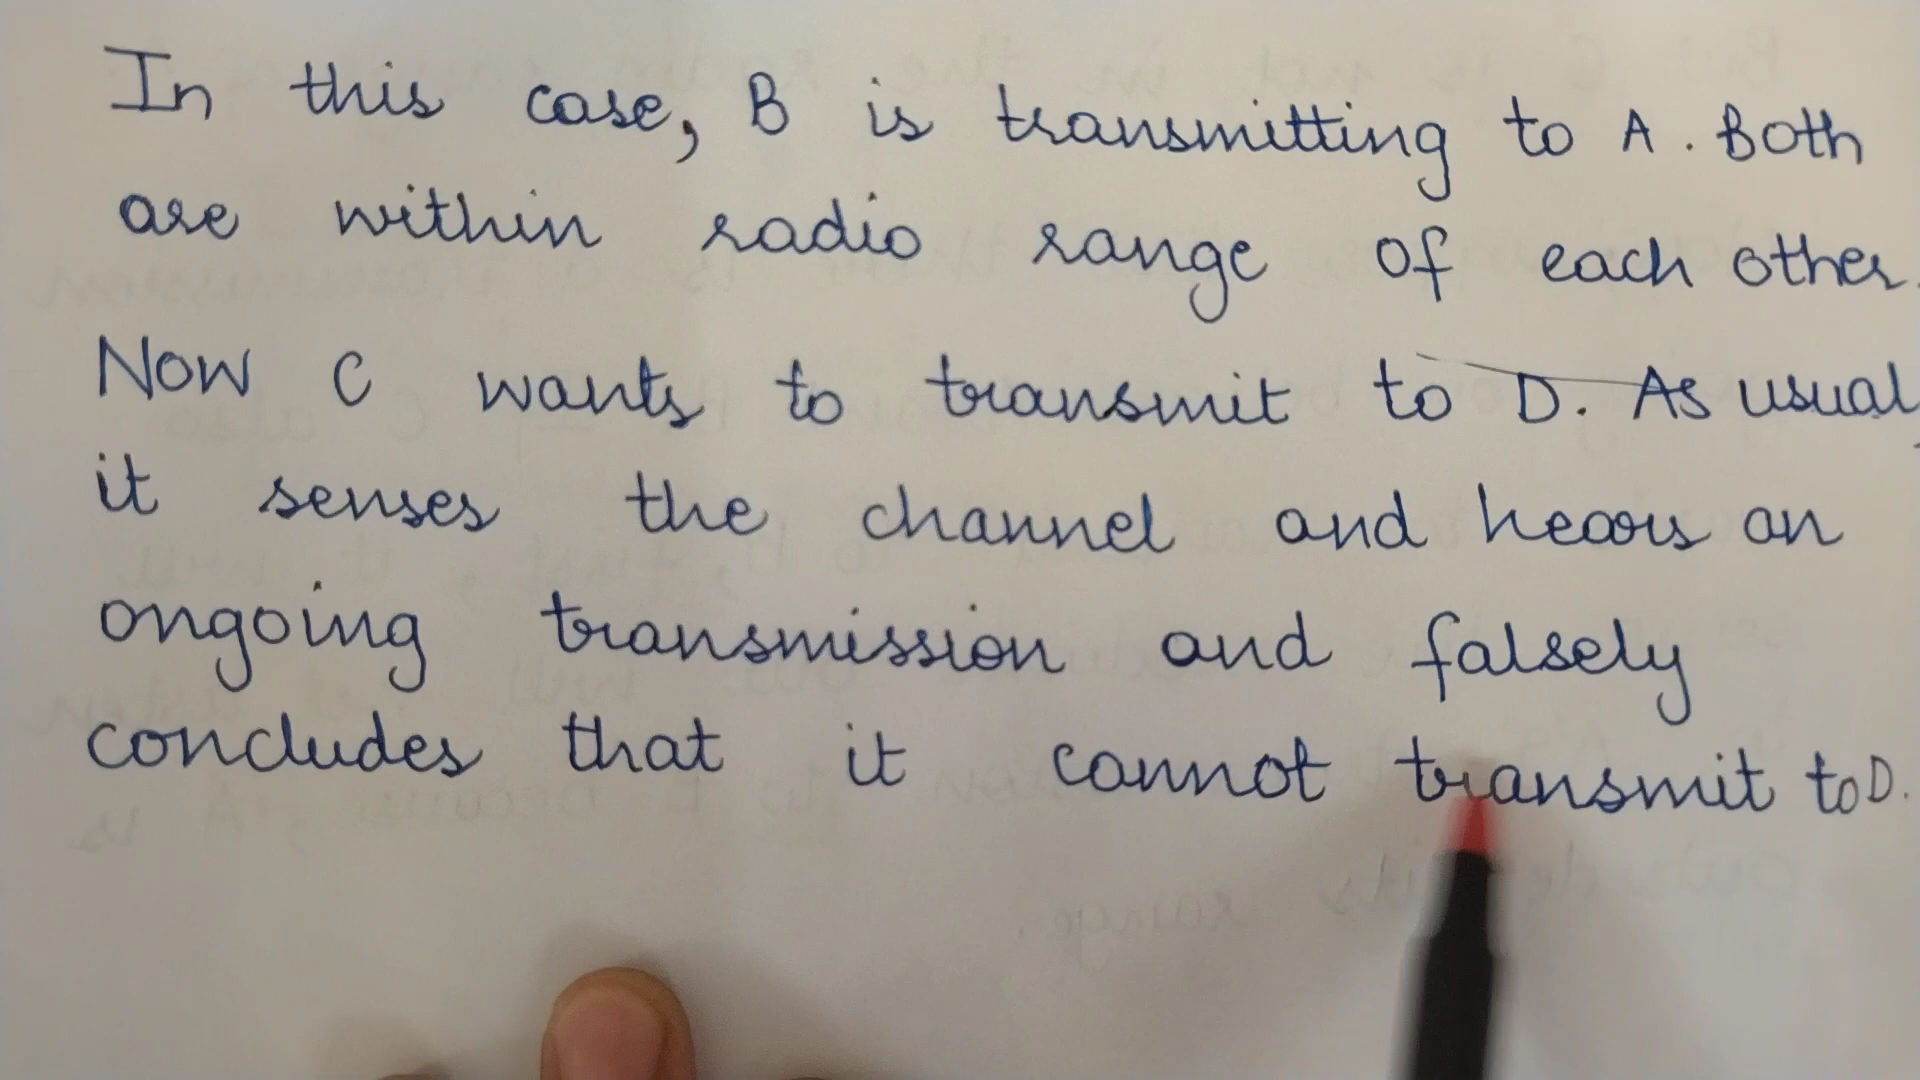 In this case, B is transmitting to A. Both
are within radio range of each other.
Now C wants to transmit to D. As usual,
it senses the channel and hears an
ongoing transmission and falsely
concludes that it cannot transmit to D.